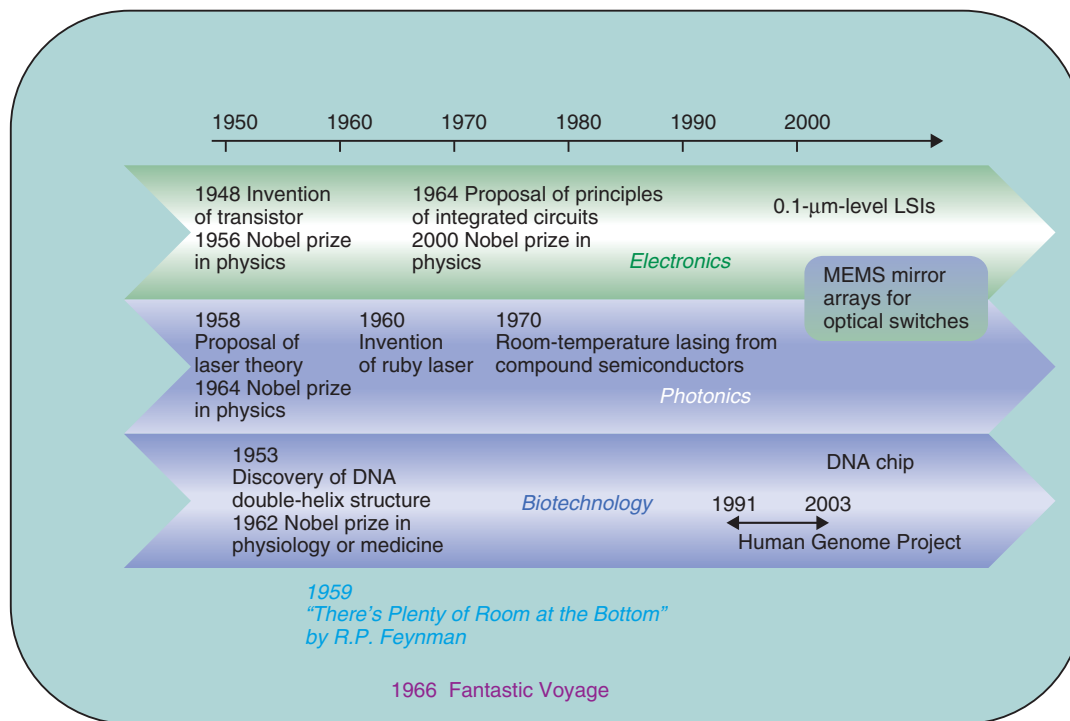 1950 1960 1970 1980 1990 2000
1948 Invention
of transistor
1956 Nobel prize
in physics
1964 Proposal of principles
of integrated circuits
2000 Nobel prize in
physics
Electronics
0.1-μm-level LSIs
MEMS mirror
arrays for
optical switches
1958
Proposal of
laser theory
1964 Nobel prize
in physics
1960
Invention
of ruby laser
1970
Room-temperature lasing from
compound semiconductors
Photonics
1953
Discovery of DNA
double-helix structure
1962 Nobel prize in
physiology or medicine
Biotechnology
DNA chip
1991 2003
Human Genome Project
1959
“There’s Plenty of Room at the Bottom”
by R.P. Feynman
1966 Fantastic Voyage